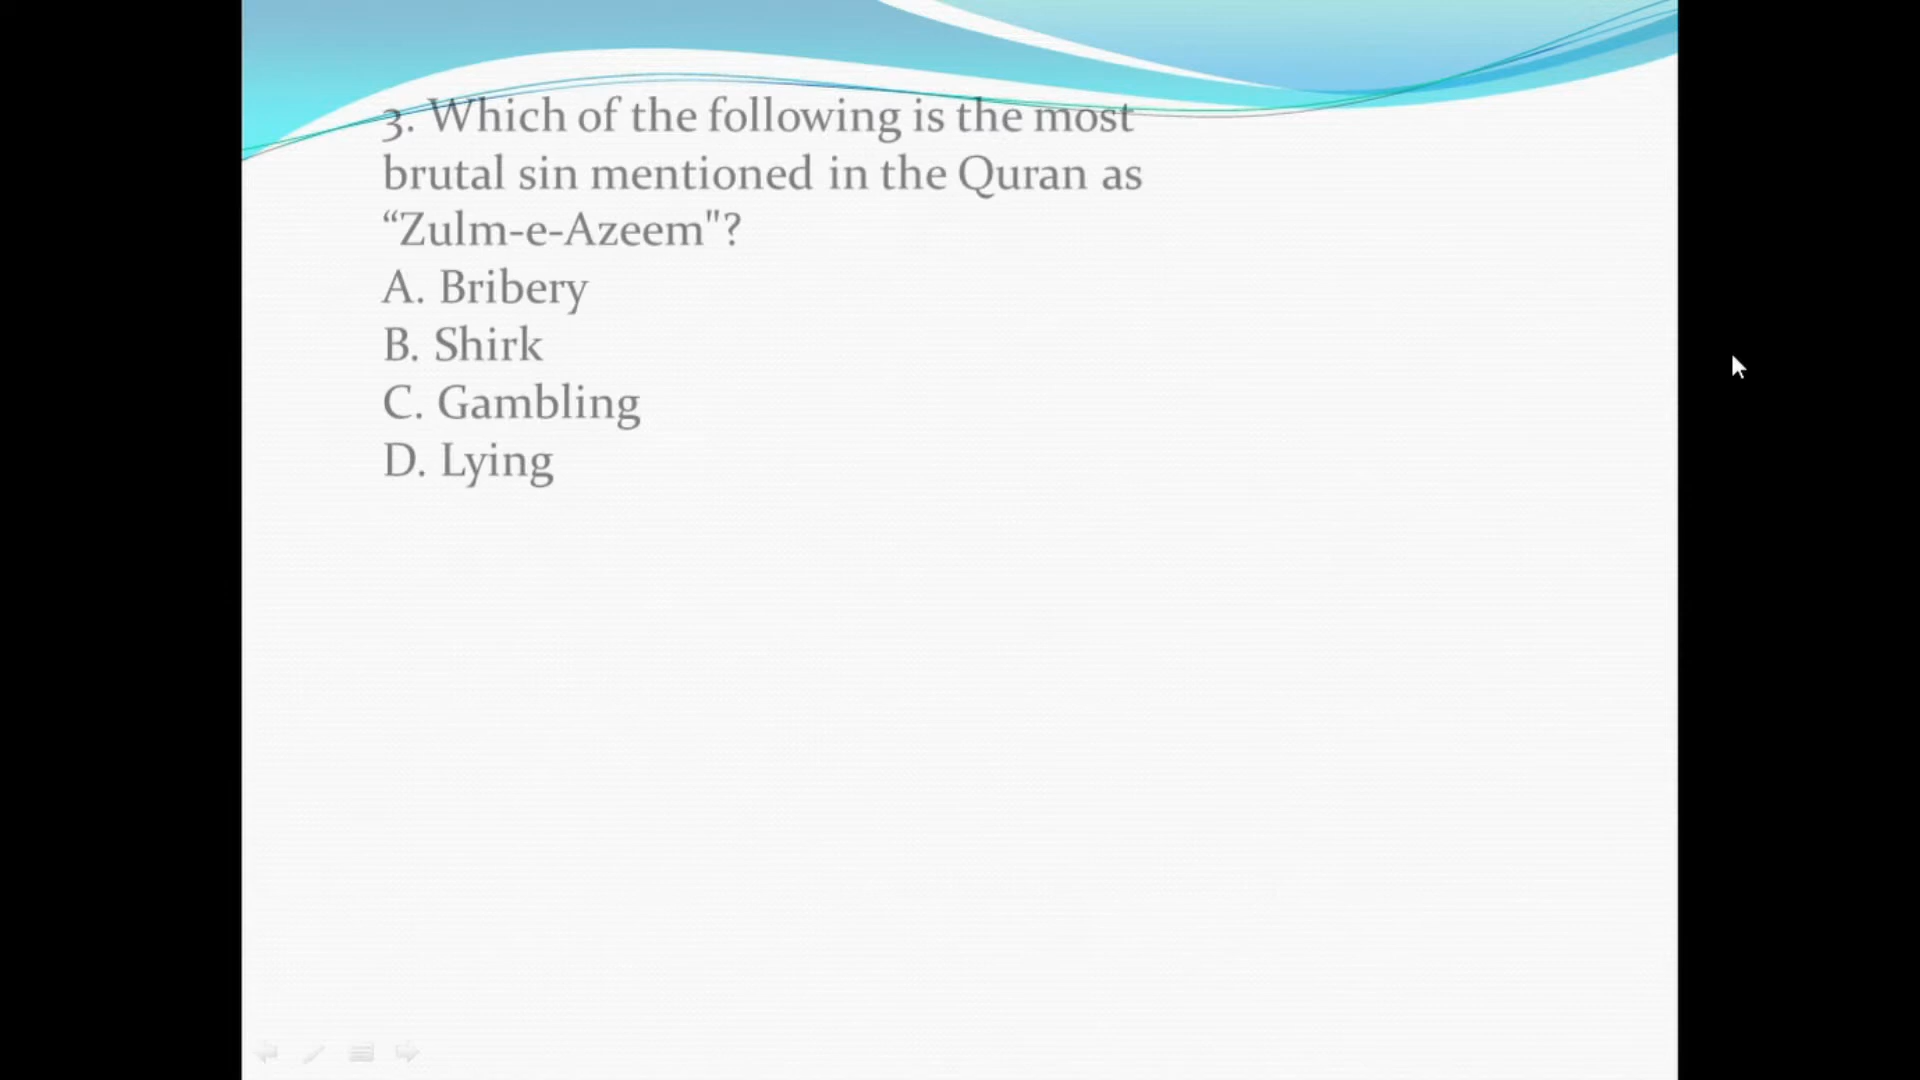 3. Which of the following is the most
brutal sin mentioned in the Quran as
“Zulm-e-Azeem"?
A. Bribery
B. Shirk
C. Gambling
D. Lying